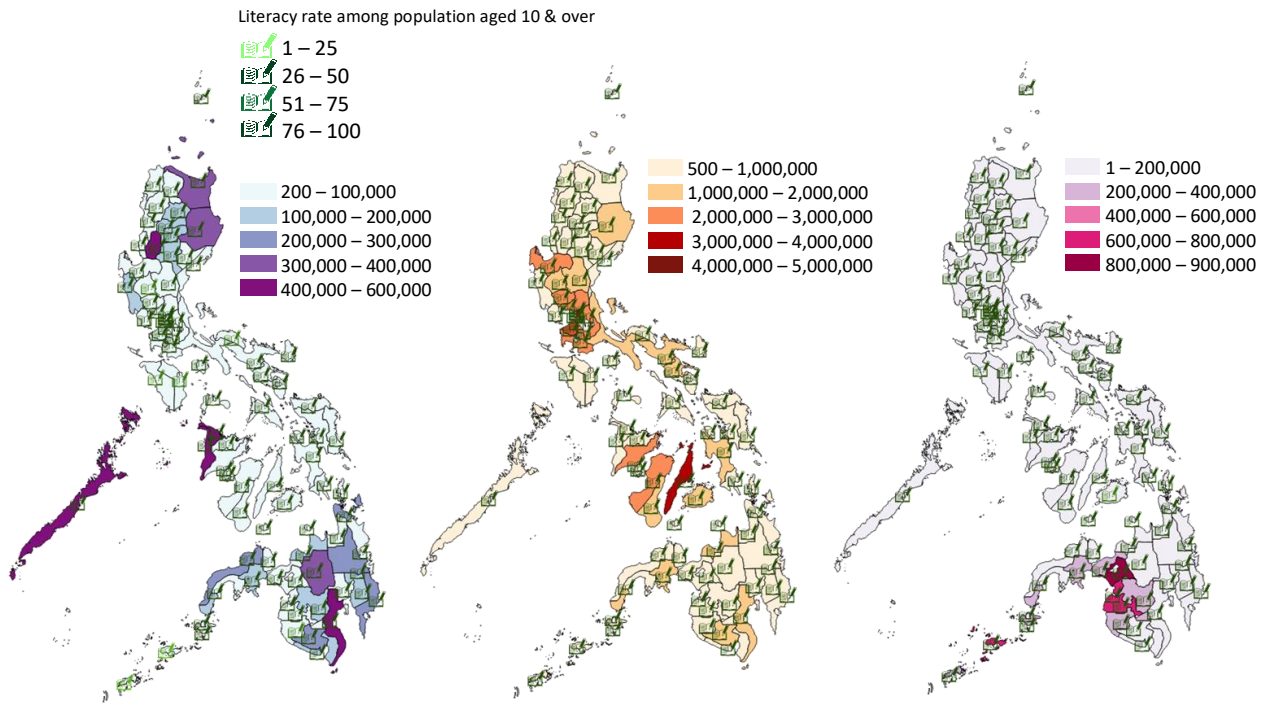 Literacy rate among population aged 10 & over
1 – 25
26 – 50
51 – 75
76 – 100
200 – 100,000
100,000 – 200,000
200,000 – 300,000
300,000 – 400,000
400,000 – 600,000
500 – 1,000,000
1,000,000 – 2,000,000
2,000,000 – 3,000,000
3,000,000 – 4,000,000
4,000,000 – 5,000,000
1 – 200,000
200,000 – 400,000
400,000 – 600,000
600,000 – 800,000
800,000 – 900,000